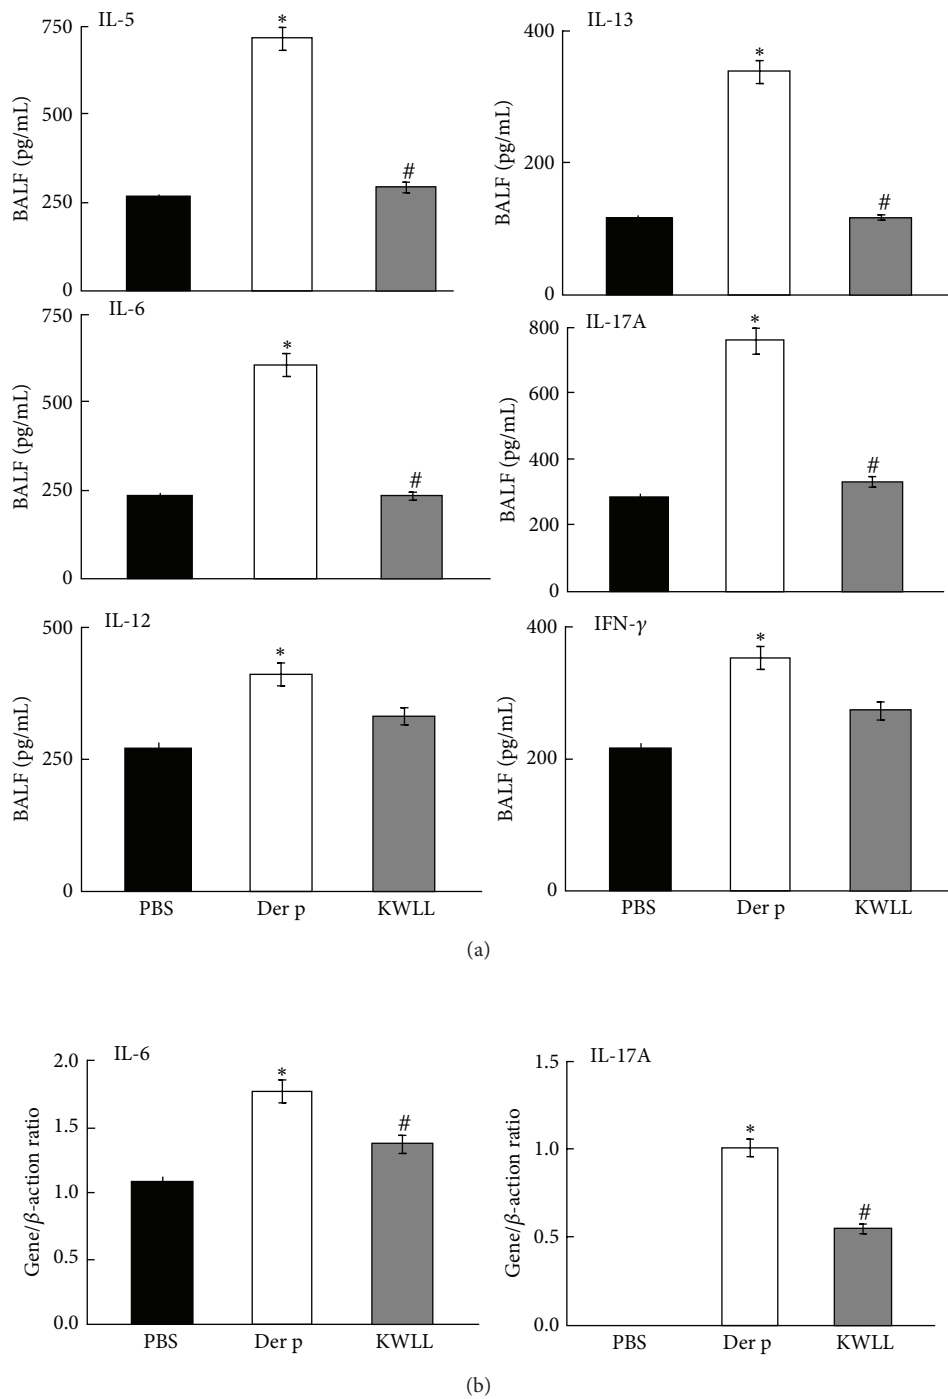 IL-5
750
500
250
0
BALF (pg/mL)
*
#
IL-13
400
200
0
BALF (pg/mL)
*
#
IL-6
750
500
250
0
BALF (pg/mL)
*
#
IL-17A
800
600
400
200
0
BALF (pg/mL)
*
#
IL-12
500
250
0
BALF (pg/mL)
*
PBS Der p KWLL
IFN-γ
400
200
0
BALF (pg/mL)
*
PBS Der p KWLL
(a)
IL-6
2.0
1.5
1.0
0.5
0.0
Gene/β-action ratio
*
#
PBS Der p KWLL
IL-17A
1.5
1.0
0.5
0.0
Gene/β-action ratio
*
#
PBS Der p KWLL
(b)